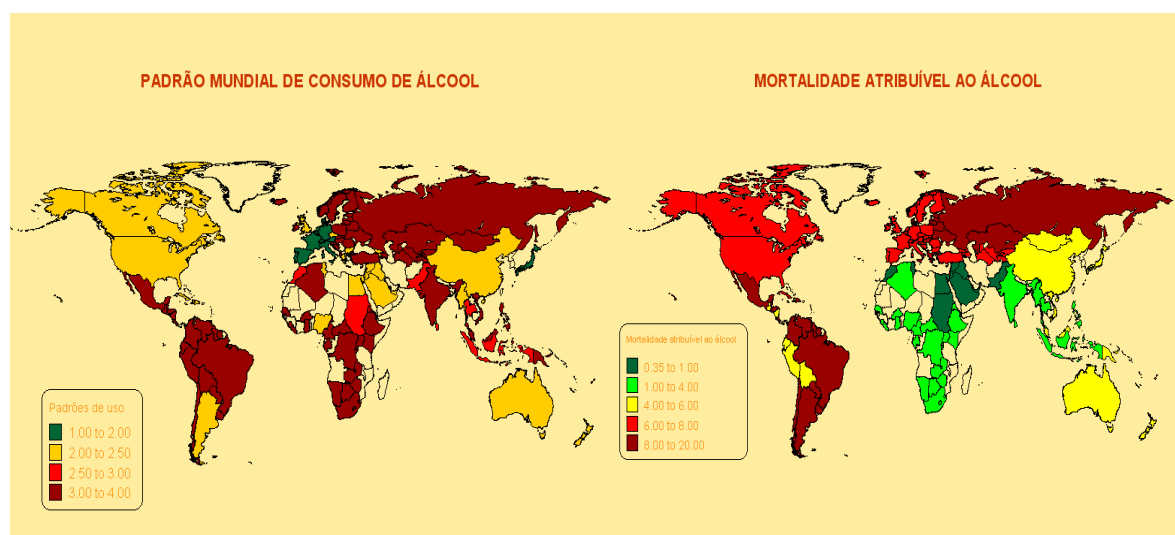 PADRÃO MUNDIAL DE CONSUMO DE ÁLCOOL
MORTALIDADE ATRIBUÍVEL AO ÁLCOOL
Padrões de uso
1.00 to 2.00
2.00 to 2.50
2.50 to 3.00
3.00 to 4.00
Mortalidade atribuível ao álcool
0.35 to 1.00
1.00 to 4.00
4.00 to 6.00
6.00 to 8.00
8.00 to 20.00